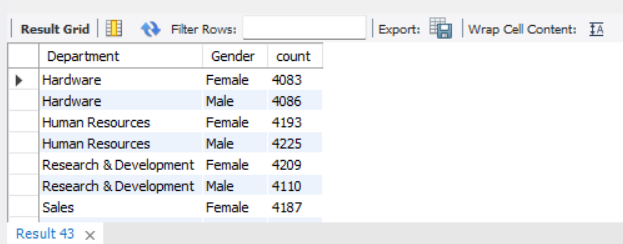 Result Grid Filter Rows: Export: Wrap Cell Content: IA
Department Gender count
Hardware Female 4083
Hardware Male 4086
Human Resources Female 4193
Human Resources Male 4225
Research & Development Female 4209
Research & Development Male 4110
Sales Female 4187
Result 43 ×